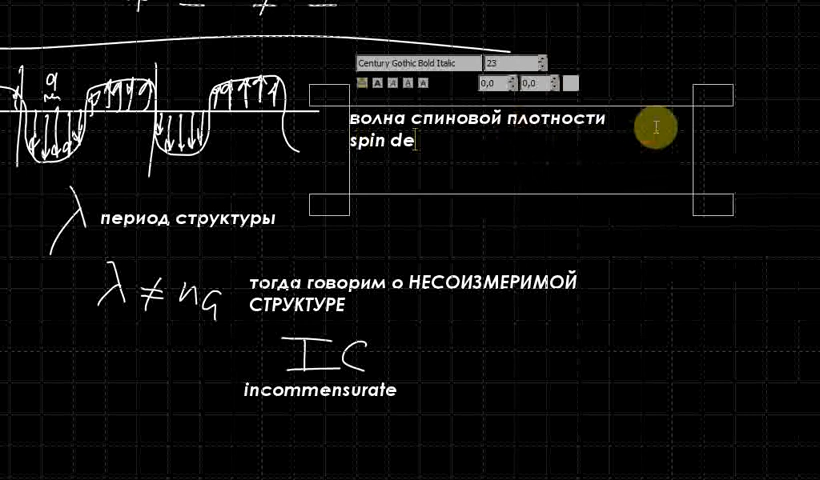 a
Century Gothic Bold Italic 23
A A A A 0,0 0,0
волна спиновой плотности
spin de
λ период структуры
λ ≠ na тогда говорим о НЕСОИЗМЕРИМОЙ
СТРУКТУРЕ
IC
incommensurate